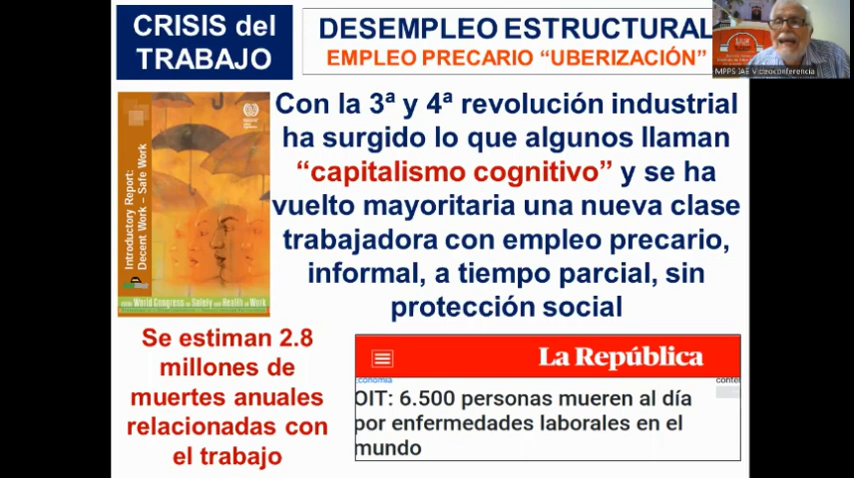 CRISIS del
TRABAJO
DESEMPLEO ESTRUCTURAL
EMPLEO PRECARIO “UBERIZACIÓN”
MPPS IAE Videoconferencia
Con la 3ª y 4ª revolución industrial
ha surgido lo que algunos llaman
“capitalismo cognitivo” y se ha
vuelto mayoritaria una nueva clase
trabajadora con empleo precario,
informal, a tiempo parcial, sin
protección social
Introductory Report:
Decent Work – Safe Work
World Congress on Safety and Health at Work
Se estiman 2.8
millones de
muertes anuales
relacionadas con
el trabajo
La República
conomía
conter
OIT: 6.500 personas mueren al día
por enfermedades laborales en el
mundo